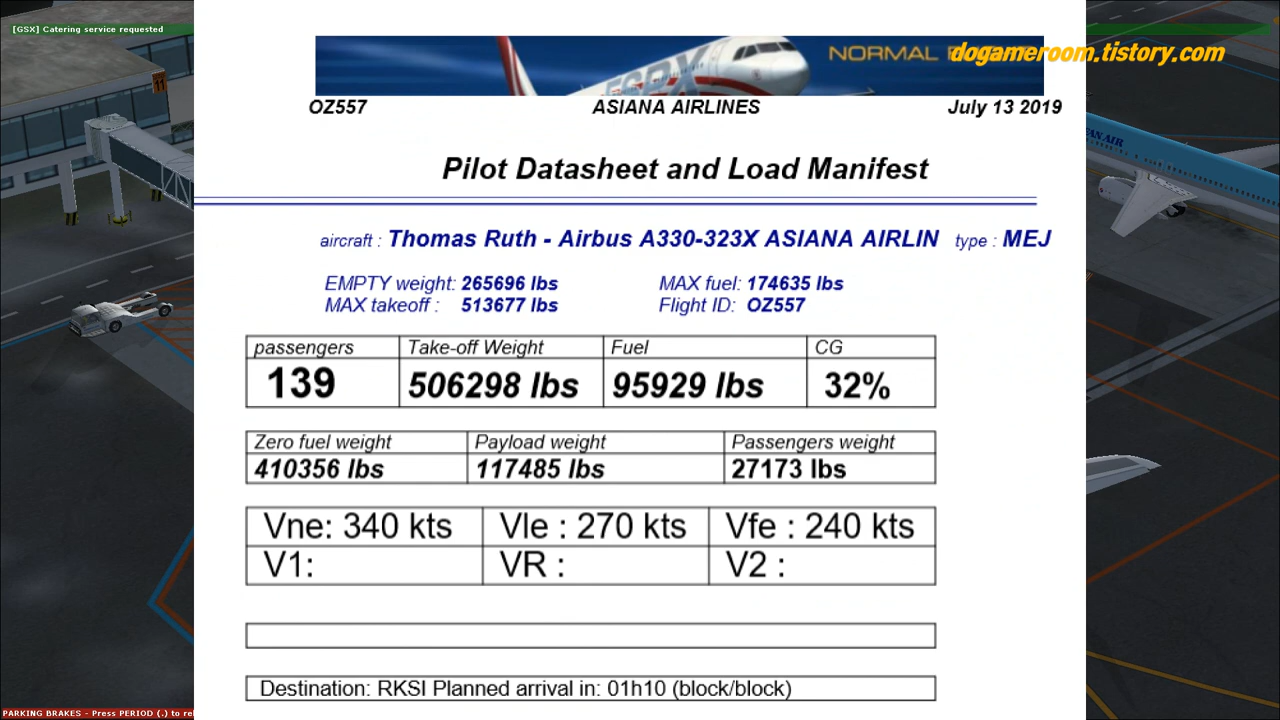 [GSX] Catering service requested
NORMAL
dogameroom.tistory.com
OZ557 ASIANA AIRLINES July 13 2019
Pilot Datasheet and Load Manifest
aircraft : Thomas Ruth - Airbus A330-323X ASIANA AIRLIN type : MEJ
EMPTY weight: 265696 lbs MAX fuel: 174635 lbs
MAX takeoff : 513677 lbs Flight ID: OZ557
passengers Take-off Weight Fuel CG
139 506298 lbs 95929 lbs 32%
Zero fuel weight Payload weight Passengers weight
410356 lbs 117485 lbs 27173 lbs
Vne: 340 kts Vle : 270 kts Vfe : 240 kts
V1: VR : V2 :
Destination: RKSI Planned arrival in: 01h10 (block/block)
PARKING BRAKES - Press PERIOD (.) to rel
11